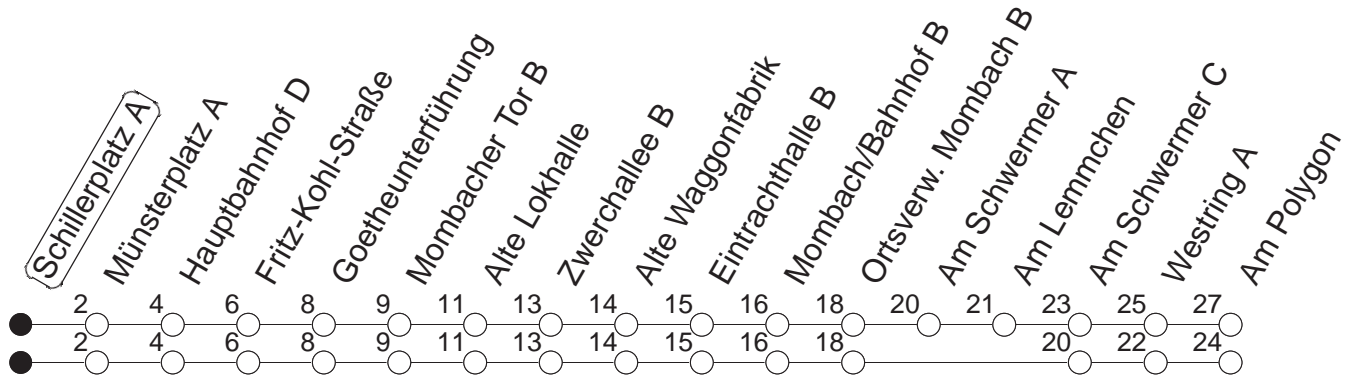 Schillerplatz A
Münsterplatz A
Hauptbahnhof D
Fritz-Kohl-Straße
Goetheunterführung
Mombacher Tor B
Alte Lokhalle
Zwerchallee B
Alte Waggonfabrik
Eintrachthalle B
Mombach/Bahnhof B
Ortsverw. Mombach B
Am Schwermer A
Am Lemmchen
Am Schwermer C
Westring A
Am Polygon
2 4 6 8 9 11 13 14 15 16 18 20 21 23 25 27
2 4 6 8 9 11 13 14 15 16 18 20 22 24